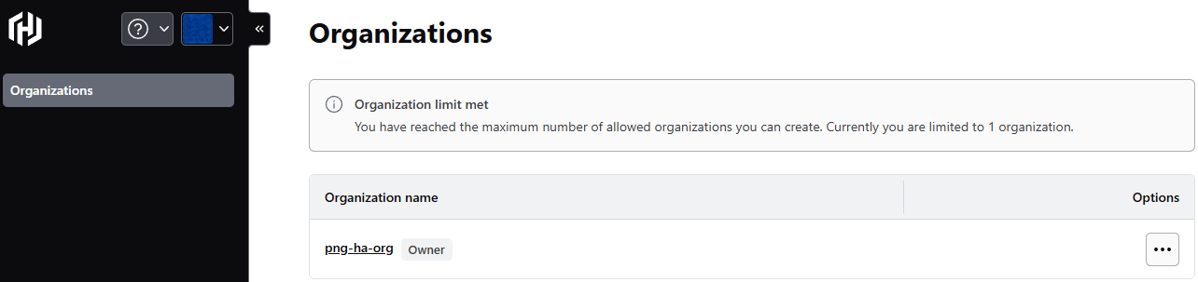 Organizations
Organizations
Organization limit met
You have reached the maximum number of allowed organizations you can create. Currently you are limited to 1 organization.
Organization name Options
png-ha-org Owner